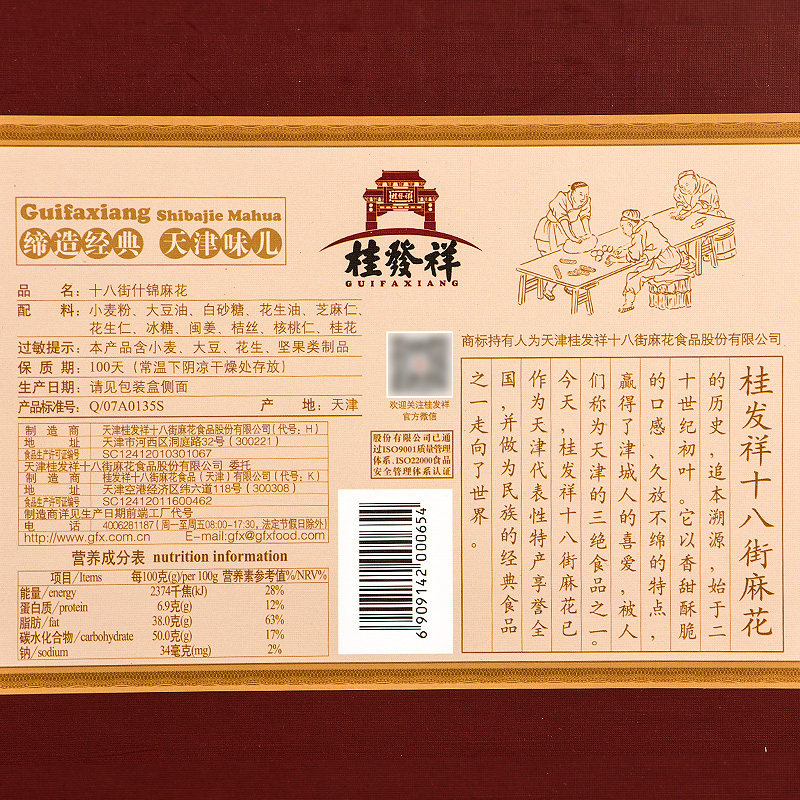 Guifaxiang Shibajie Mahua
缔造经典 天津味儿
品 名：十八街什锦麻花
配 料：小麦粉、大豆油、白砂糖、花生油、芝麻仁、
花生仁、冰糖、闽姜、桔丝、核桃仁、桂花
过敏提示：本产品含小麦、大豆、花生、坚果类制品
保 质 期：100天（常温下阴凉干燥处存放）
生产日期：请见包装盒侧面
产品标准号：Q/07A0135S 产 地：天津
制 造 商 天津桂发祥十八街麻花食品股份有限公司（代号：H）
地 址 天津市河西区洞庭路32号（300221）
食品生产许可证编号 SC12412010301067
天津桂发祥十八街麻花食品股份有限公司 委托
制 造 商 桂发祥十八街麻花食品（天津）有限公司（代号：K）
地 址 天津空港经济区纬六道118号（300308）
食品生产许可证编号 SC12412011600462
制造商详见生产日期前端工厂代号
电 话 4006281187（周一至周五08:00-17:30，法定节假日除外）
http://www.gfx.com.cn E-mail:gfx@gfxfood.com
营养成分表 nutrition information
项目/Items 每100克(g)/per 100g 营养素参考值%/NRV%
能量/energy 2374千焦(kJ) 28%
蛋白质/protein 6.9克(g) 12%
脂肪/fat 38.0克(g) 63%
碳水化合物/carbohydrate 50.0克(g) 17%
钠/sodium 34毫克(mg) 2%
桂發祥
桂發祥
GUIFAXIANG
欢迎关注桂发祥
官方微信
股份有限公司已通
过ISO9001质量管理
体系、ISO22000食品
安全管理体系认证
6 909142 000654
商标持有人为天津桂发祥十八街麻花食品股份有限公司
桂发祥十八街麻花
的历史，追本溯源，始于二
十世纪初叶。它以香甜酥脆
的口感、久放不绵的特点，
赢得了津城人的喜爱，被人
们称为天津的三绝食品之一。
今天，桂发祥十八街麻花已
作为天津代表性特产享誉全
国，并做为民族的经典食品
之一走向了世界。